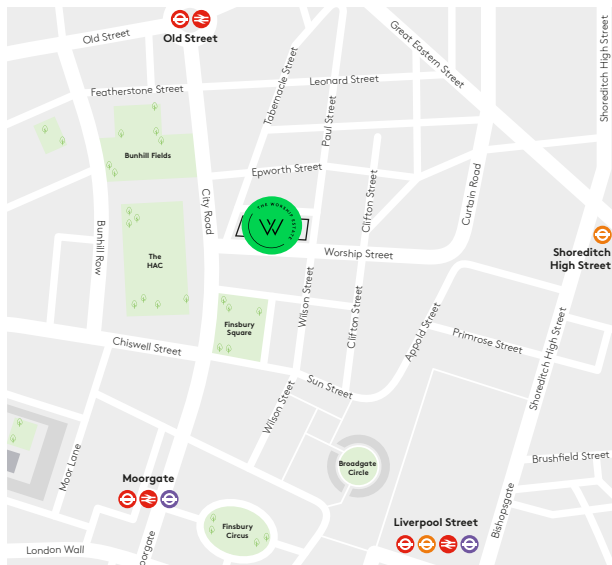 Old Street
Old Street
Great Eastern Street
Shoreditch High Street
Tabernacle Street
Leonard Street
Featherstone Street
Paul Street
Bunhill Fields
Epworth Street
Clifton Street
Curtain Road
City Road
THE WORSHIP ESTATE
W
Bunhill Row
The
HAC
Worship Street
Shoreditch
High Street
Wilson Street
Clifton Street
Finsbury
Square
Appold Street
Primrose Street
Chiswell Street
Shoreditch High Street
Sun Street
Wilson Steet
Moor Lane
Broadgate
Circle
Brushfield Street
Moorgate
Bishopsgate
Liverpool Street
Finsbury
Circus
oorgate
London Wall